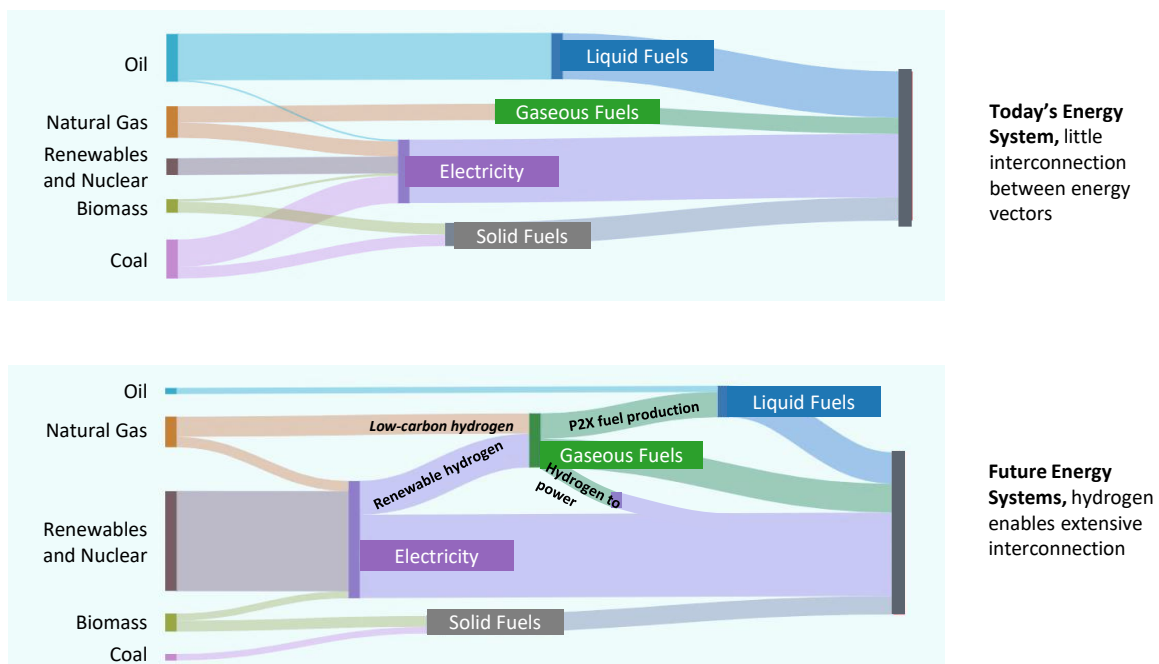 Oil
Liquid Fuels
Natural Gas
Gaseous Fuels
Renewables
and Nuclear
Electricity
Biomass
Solid Fuels
Coal
Today's Energy
System, little
interconnection
between energy
vectors
Oil
Liquid Fuels
Natural Gas
Low-carbon hydrogen
P2X fuel production
Gaseous Fuels
Renewable hydrogen
Hydrogen to
power
Renewables
and Nuclear
Electricity
Biomass
Solid Fuels
Coal
Future Energy
Systems, hydrogen
enables extensive
interconnection